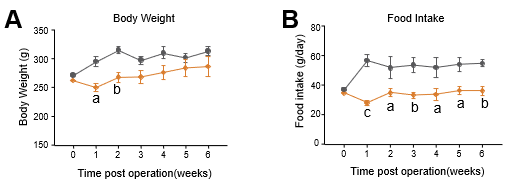 A
Body Weight
350
300
250
200
150
Body Weight (g)
a
b
0 1 2 3 4 5 6
Time post operation(weeks)
B
Food Intake
80
60
40
20
0
Food intake (g/day)
c a b a a b
0 1 2 3 4 5 6
Time post operation(weeks)